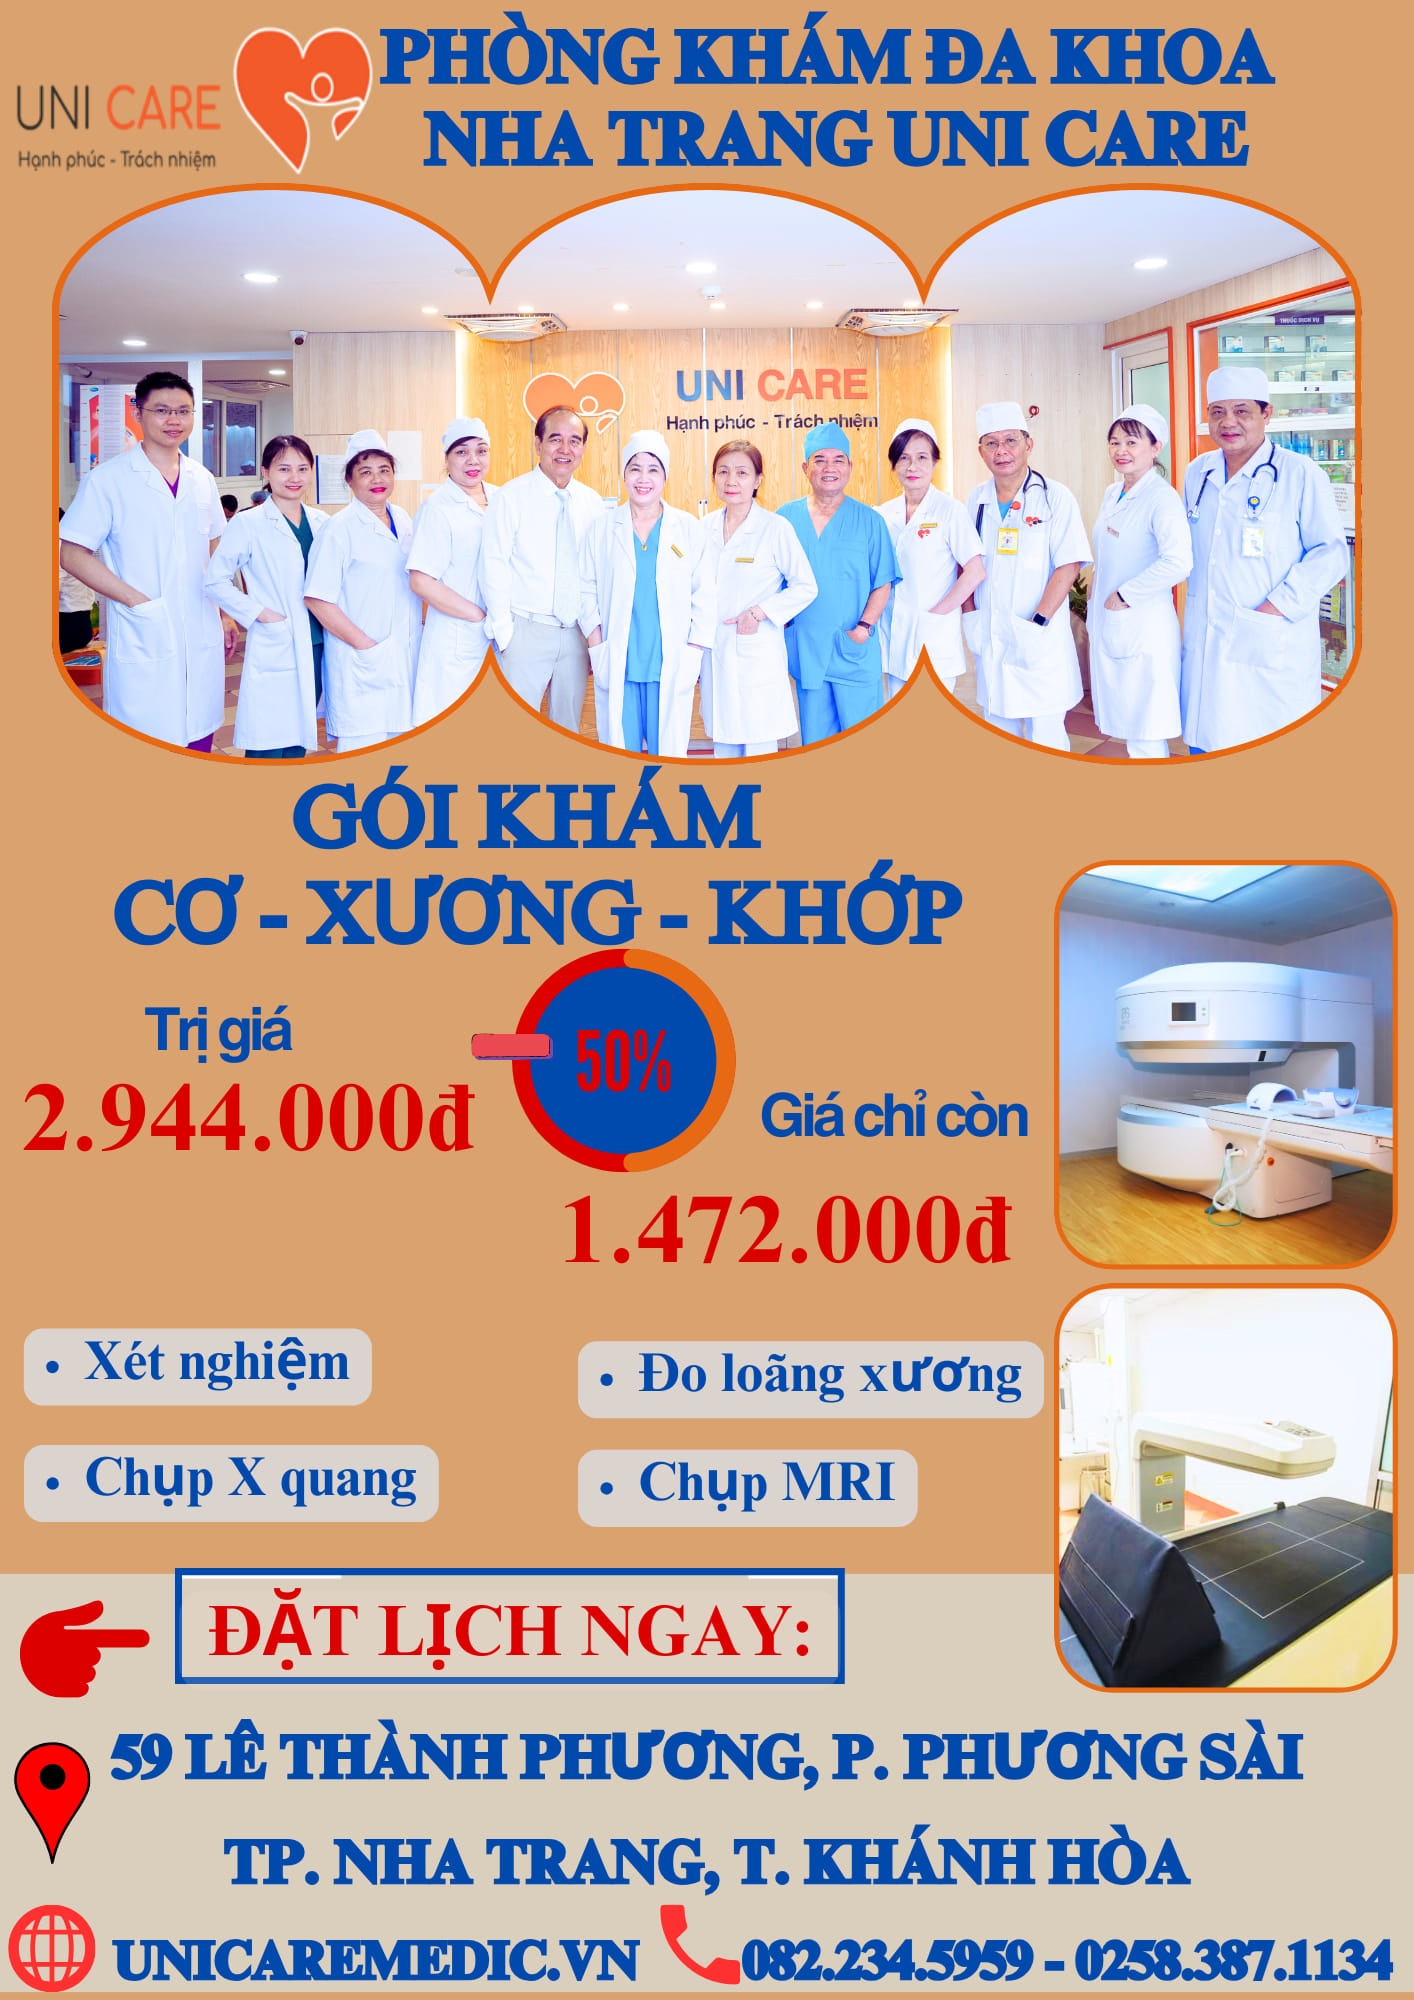 UNI CARE
Hạnh phúc - Trách nhiệm
PHÒNG KHÁM ĐA KHOA
NHA TRANG UNI CARE
THUỐC DỊCH VỤ
UNI CARE
Hạnh phúc - Trách nhiệm
GÓI KHÁM
CƠ - XƯƠNG - KHỚP
Trị giá
2.944.000đ
50%
Giá chỉ còn
1.472.000đ
• Xét nghiệm
• Đo loãng xương
• Chụp X quang
• Chụp MRI
ĐẶT LỊCH NGAY:
59 LÊ THÀNH PHƯƠNG, P. PHƯƠNG SÀI
TP. NHA TRANG, T. KHÁNH HÒA
UNICAREMEDIC.VN
082.234.5959 - 0258.387.1134